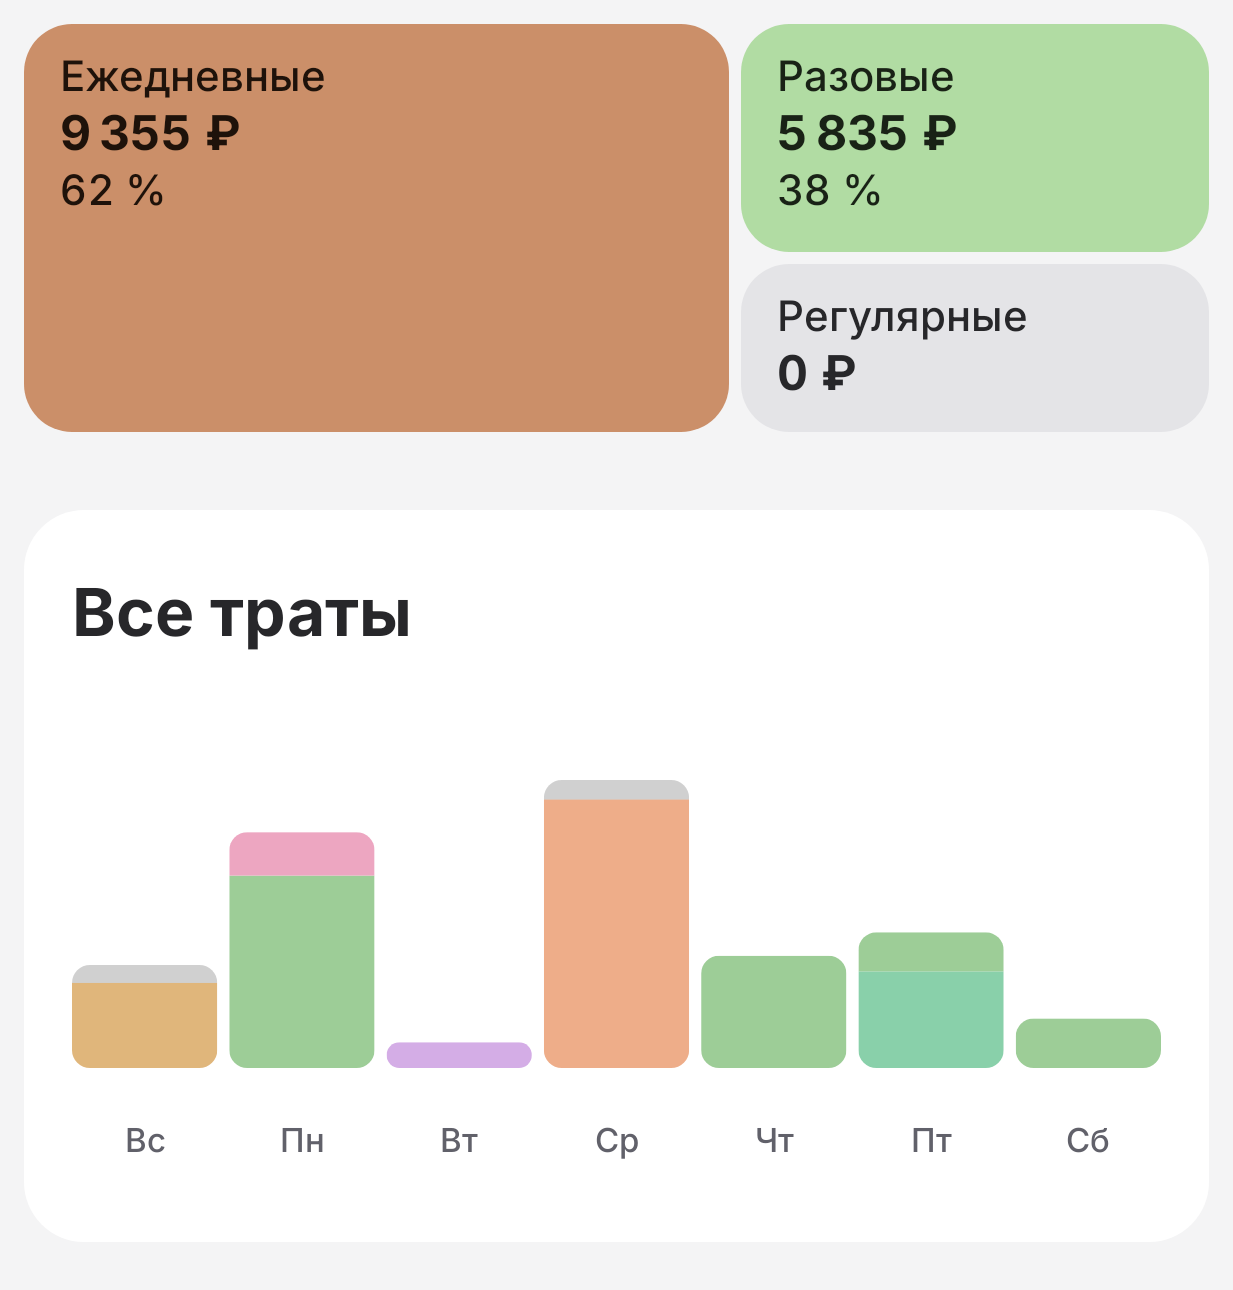 Ежедневные
9 355 ₽
62 %
Разовые
5 835 ₽
38 %
Регулярные
0 ₽
Все траты
Вс Пн Вт Ср Чт Пт Сб